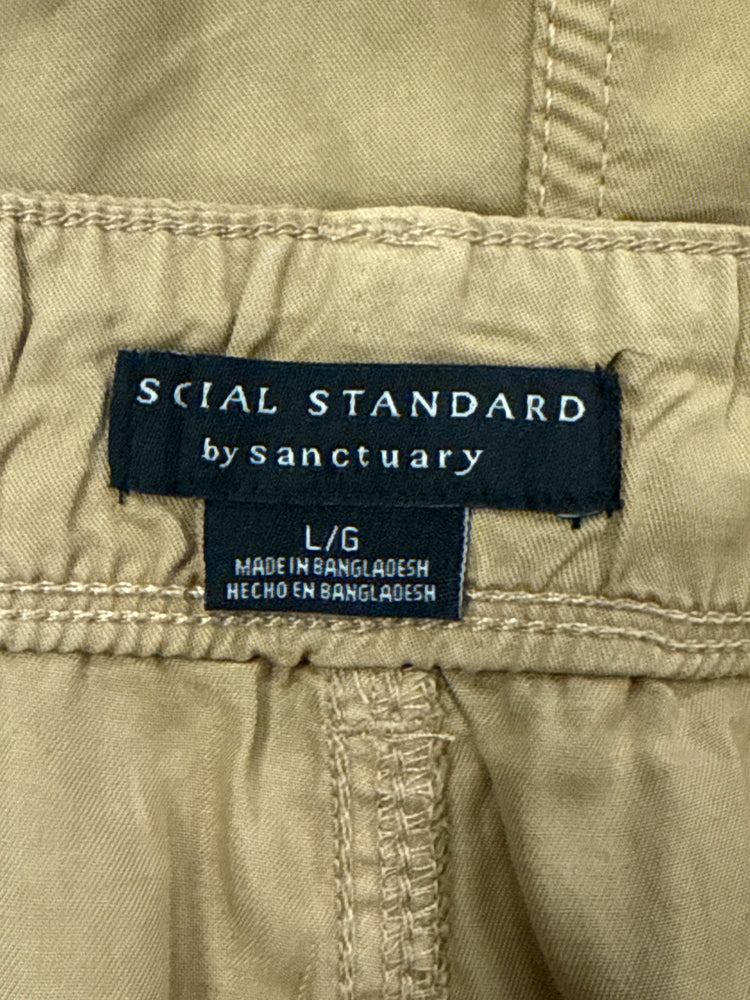 SCIAL STANDARD
by sanctuary
L/G
MADE IN BANGLADESH
HECHO EN BANGLADESH